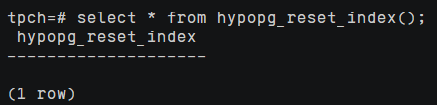 tpch=# select * from hypopg_reset_index();
 hypopg_reset_index
--------------------

(1 row)